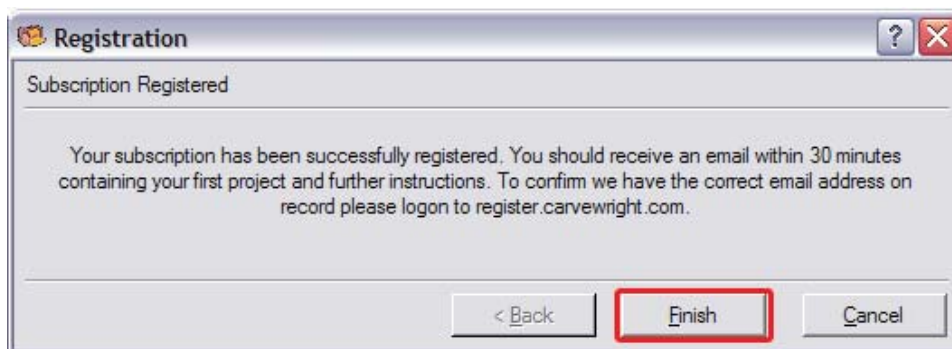 Registration
Subscription Registered
Your subscription has been successfully registered. You should receive an email within 30 minutes
containing your first project and further instructions. To confirm we have the correct email address on
record please logon to register.carvewright.com.
< Back
Finish
Cancel